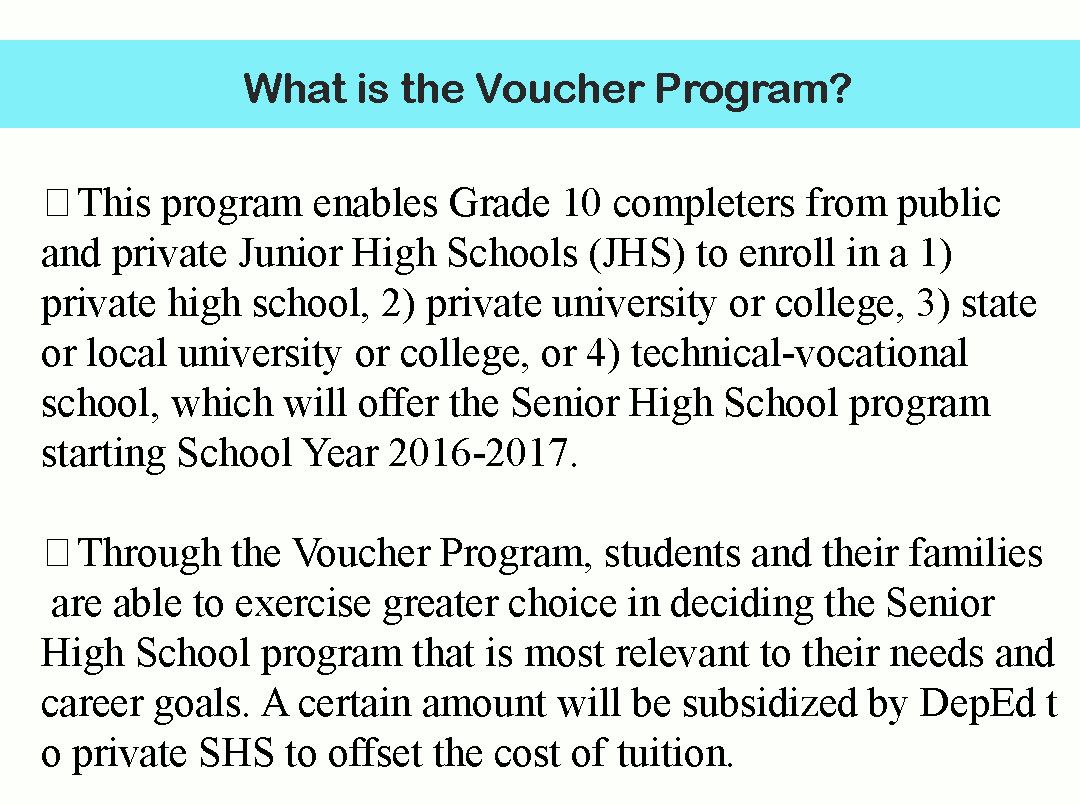 What is the Voucher Program?
□ This program enables Grade 10 completers from public
and private Junior High Schools (JHS) to enroll in a 1)
private high school, 2) private university or college, 3) state
or local university or college, or 4) technical-vocational
school, which will offer the Senior High School program
starting School Year 2016-2017.
□ Through the Voucher Program, students and their families
are able to exercise greater choice in deciding the Senior
High School program that is most relevant to their needs and
career goals. A certain amount will be subsidized by DepEd t
o private SHS to offset the cost of tuition.